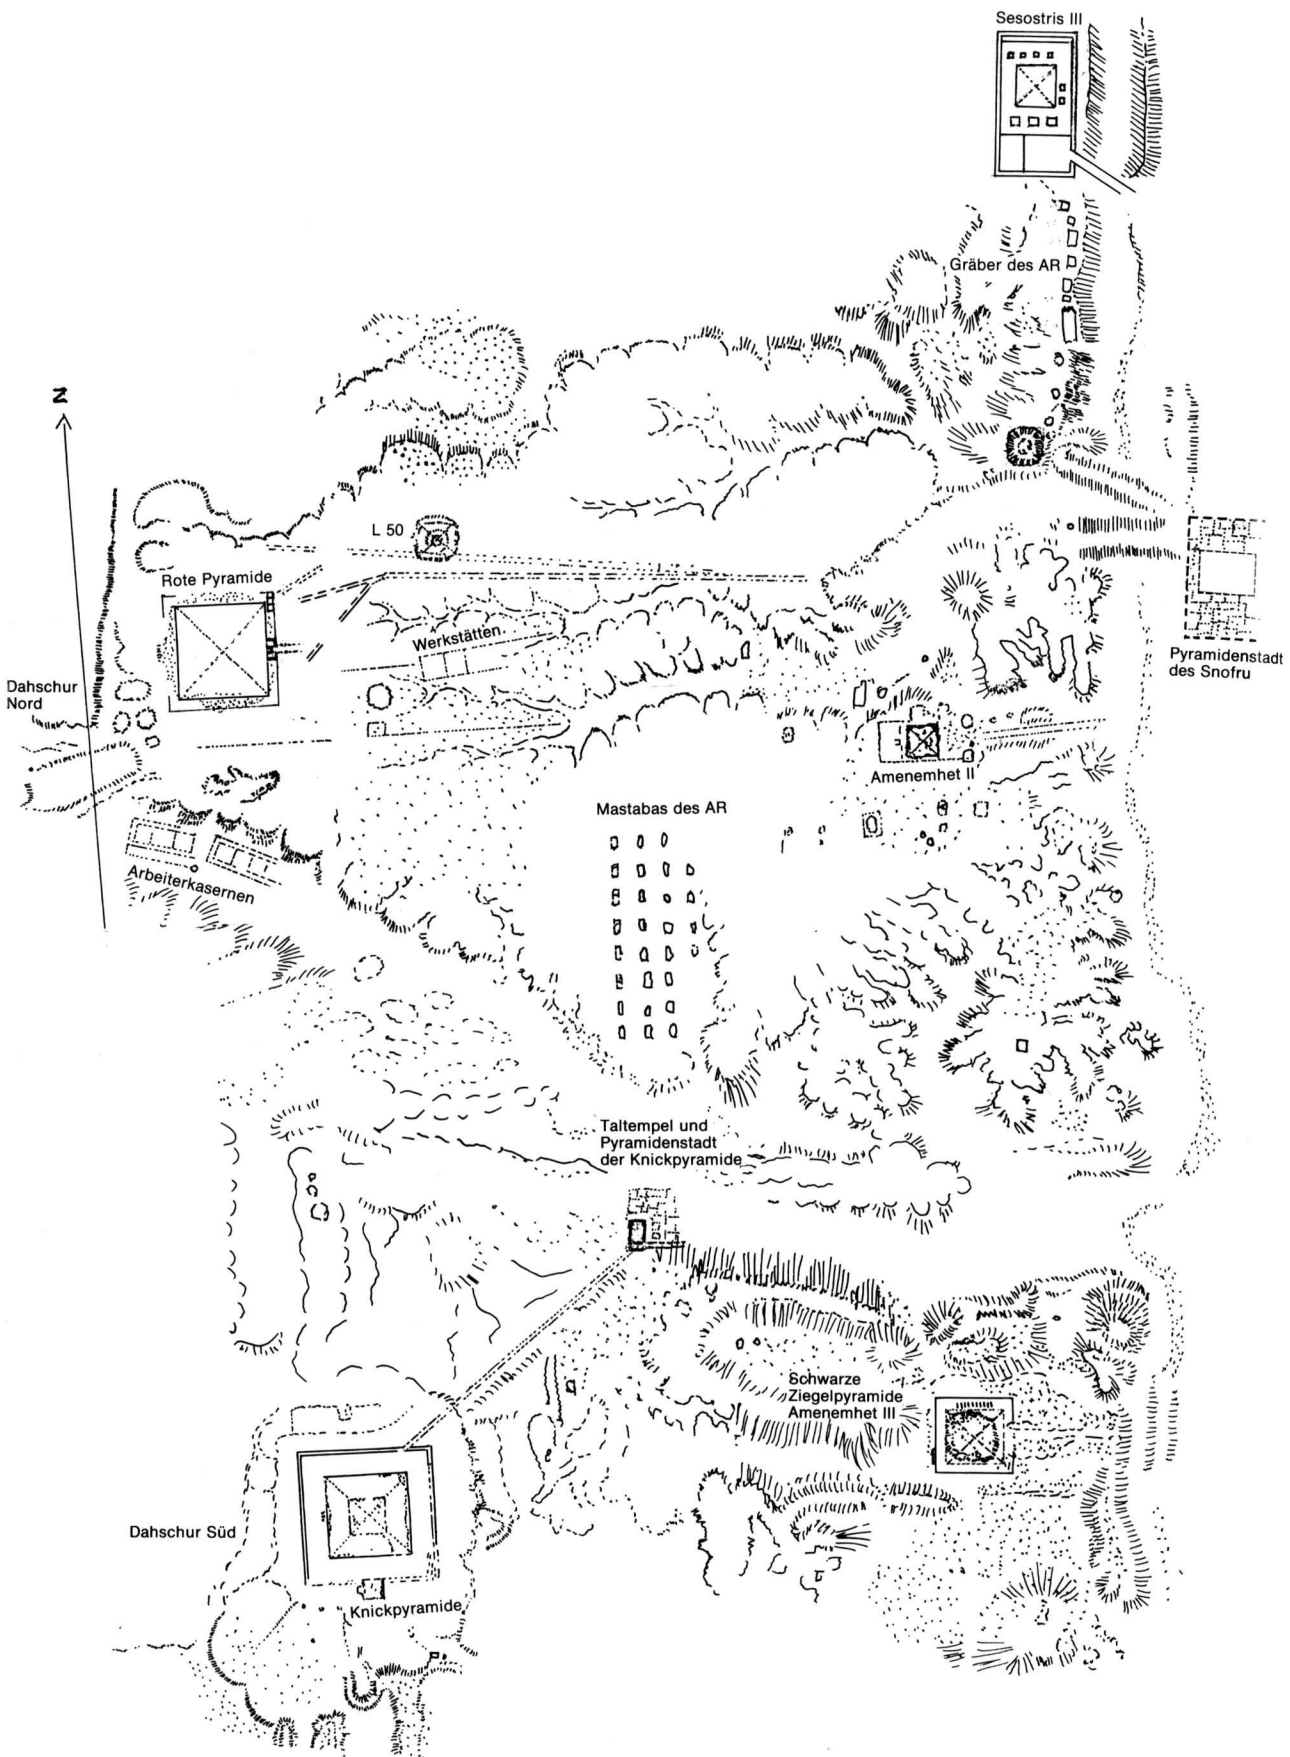 Sesostris III
Gräber des AR
N
L 50
Rote Pyramide
Werkstätten
Pyramidenstadt
des Snofru
Dahschur
Nord
Amenemhet II
Mastabas des AR
Arbeiterkasernen
Taltempel und
Pyramidenstadt
der Knickpyramide
Schwarze
Ziegelpyramide
Amenemhet III
Dahschur Süd
Knickpyramide